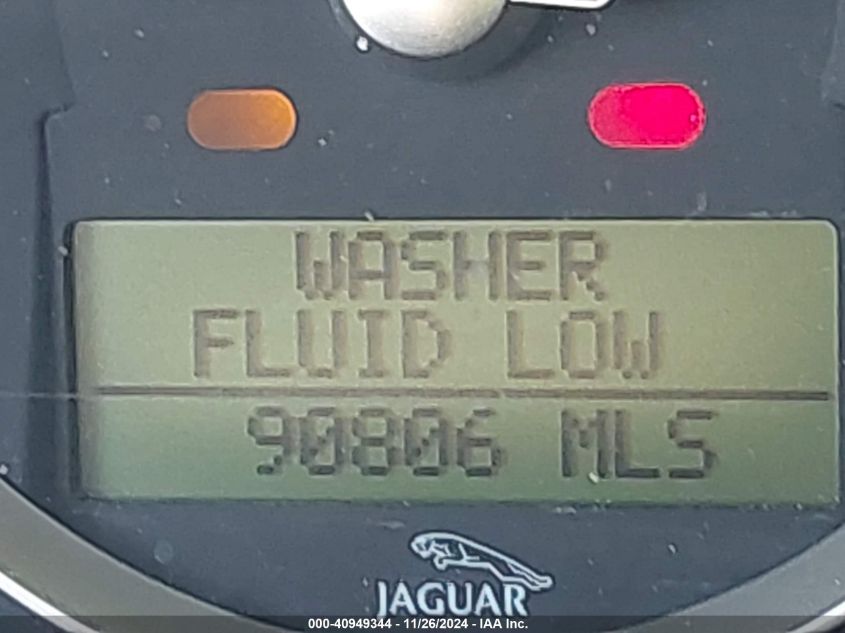 WASHER
FLUID LOW
90806 MLS
JAGUAR
000-40949344 - 11/26/2024 - IAA Inc.